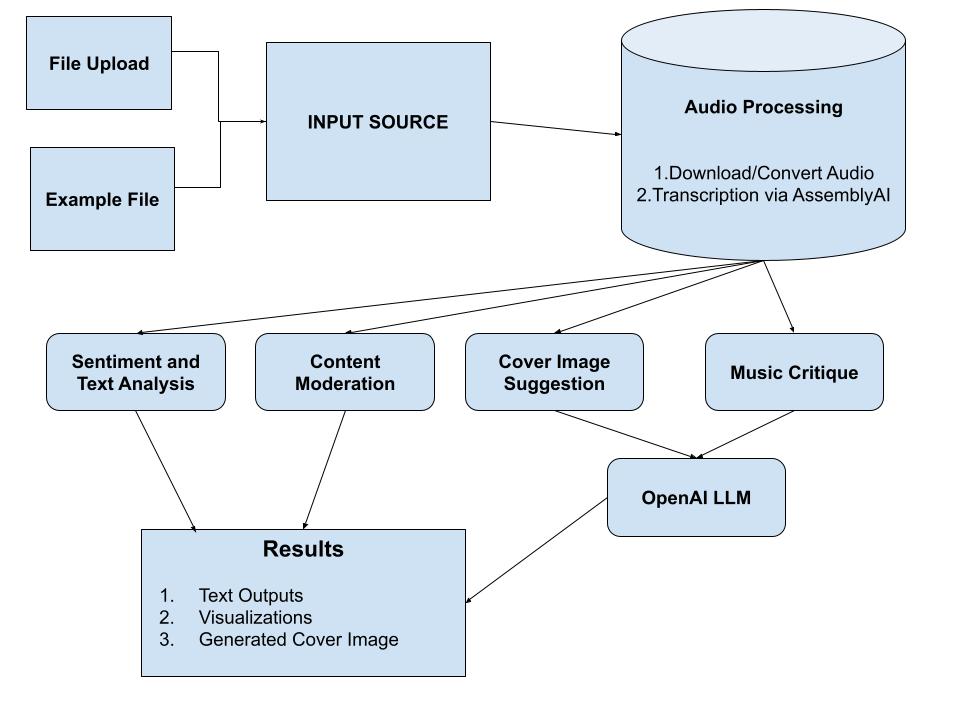 File Upload
INPUT SOURCE
Example File
Audio Processing
1.Download/Convert Audio
2.Transcription via AssemblyAI
Sentiment and
Text Analysis
Content
Moderation
Cover Image
Suggestion
Music Critique
OpenAI LLM
Results
1. Text Outputs
2. Visualizations
3. Generated Cover Image